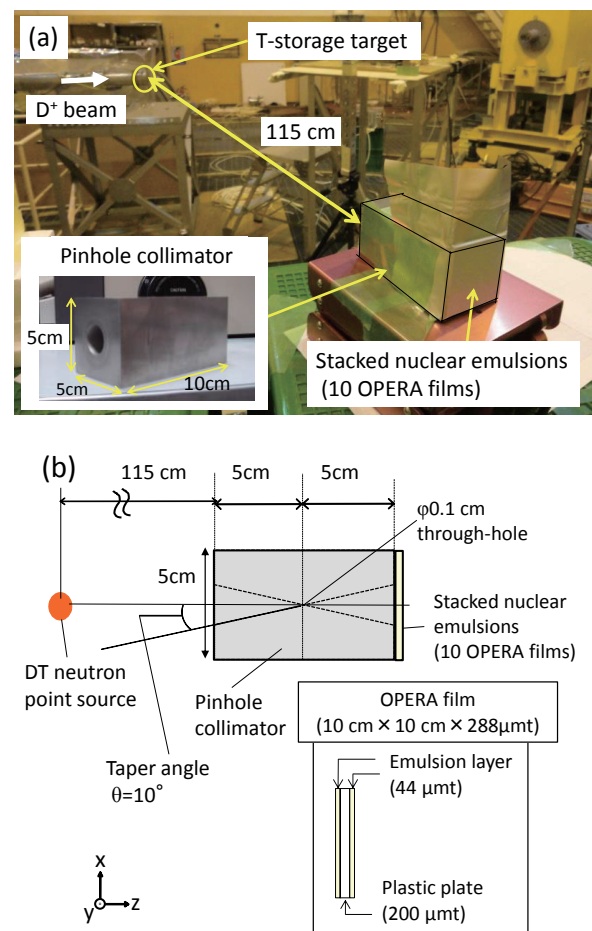 (a)
T-storage target
D⁺ beam
115 cm
Pinhole collimator
5cm
5cm
10cm
Stacked nuclear emulsions
(10 OPERA films)
(b)
115 cm
5cm
5cm
φ0.1 cm
through-hole
5cm
Stacked nuclear
emulsions
(10 OPERA films)
DT neutron
point source
Pinhole
collimator
Taper angle
θ=10°
OPERA film
(10 cm × 10 cm × 288μmt)
Emulsion layer
(44 μmt)
Plastic plate
(200 μmt)
x
y
z